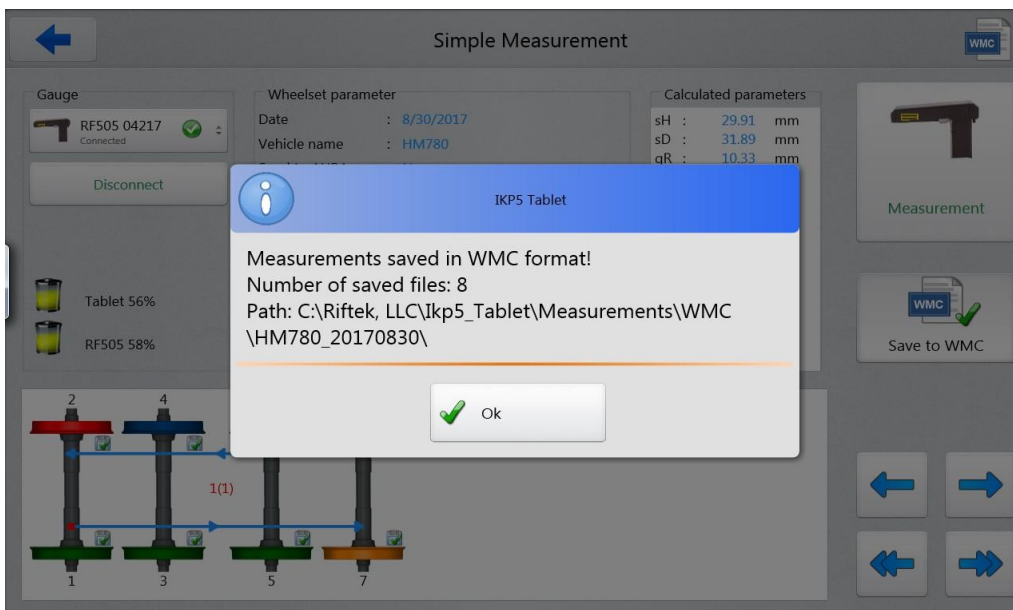 Simple Measurement
WMC
Gauge
RF505 04217
Connected
Disconnect
Tablet 56%
RF505 58%
Wheelset parameter
Date : 8/30/2017
Vehicle name : HM780
Calculated parameters
sH : 29.91 mm
sD : 31.89 mm
qR : 10.33 mm
IKP5 Tablet
Measurements saved in WMC format!
Number of saved files: 8
Path: C:\Riftek, LLC\Ikp5_Tablet\Measurements\WMC
\HM780_20170830\
Ok
Measurement
WMC
Save to WMC
2 4
1(1)
1 3 5 7